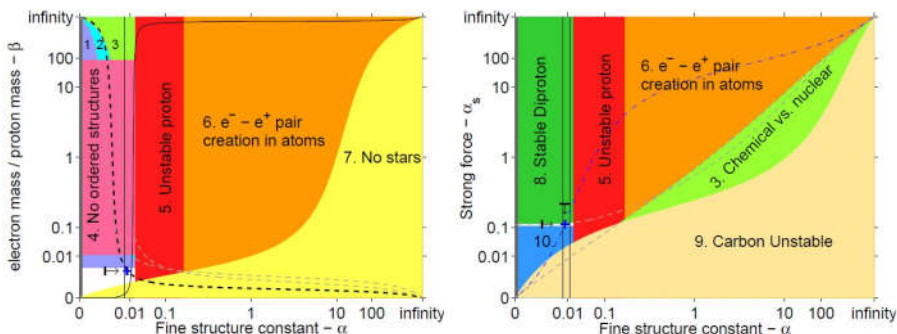 infinity
100
10
1
0.1
0.01
0
electron mass / proton mass − β
1
2
3
4. No ordered structures
5. Unstable proton
6. e⁻ − e⁺ pair
creation in atoms
7. No stars
0
0.01
0.1
1
10
100
infinity
Fine structure constant − α
infinity
100
10
1
0.1
0.01
0
Strong force − αₛ
8. Stable Diproton
5. Unstable proton
6. e⁻ − e⁺ pair
creation in atoms
3. Chemical vs. nuclear
10.
9. Carbon Unstable
0
0.01
0.1
1
10
100
infinity
Fine structure constant − α